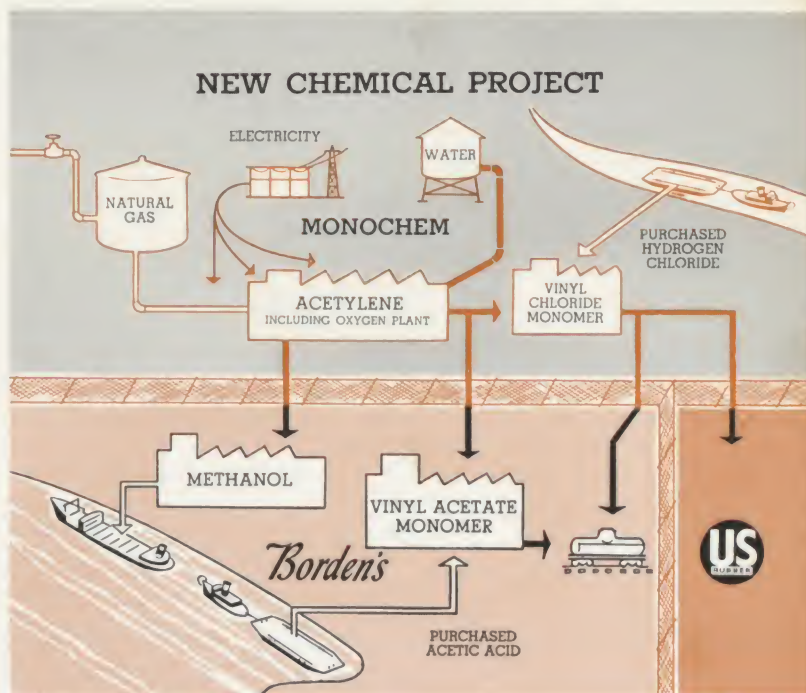 NEW CHEMICAL PROJECT
ELECTRICITY
WATER
NATURAL
GAS
MONOCHEM
PURCHASED
HYDROGEN
CHLORIDE
ACETYLENE
INCLUDING OXYGEN PLANT
VINYL
CHLORIDE
MONOMER
METHANOL
VINYL ACETATE
MONOMER
Borden's
US
RUBBER
PURCHASED
ACETIC ACID